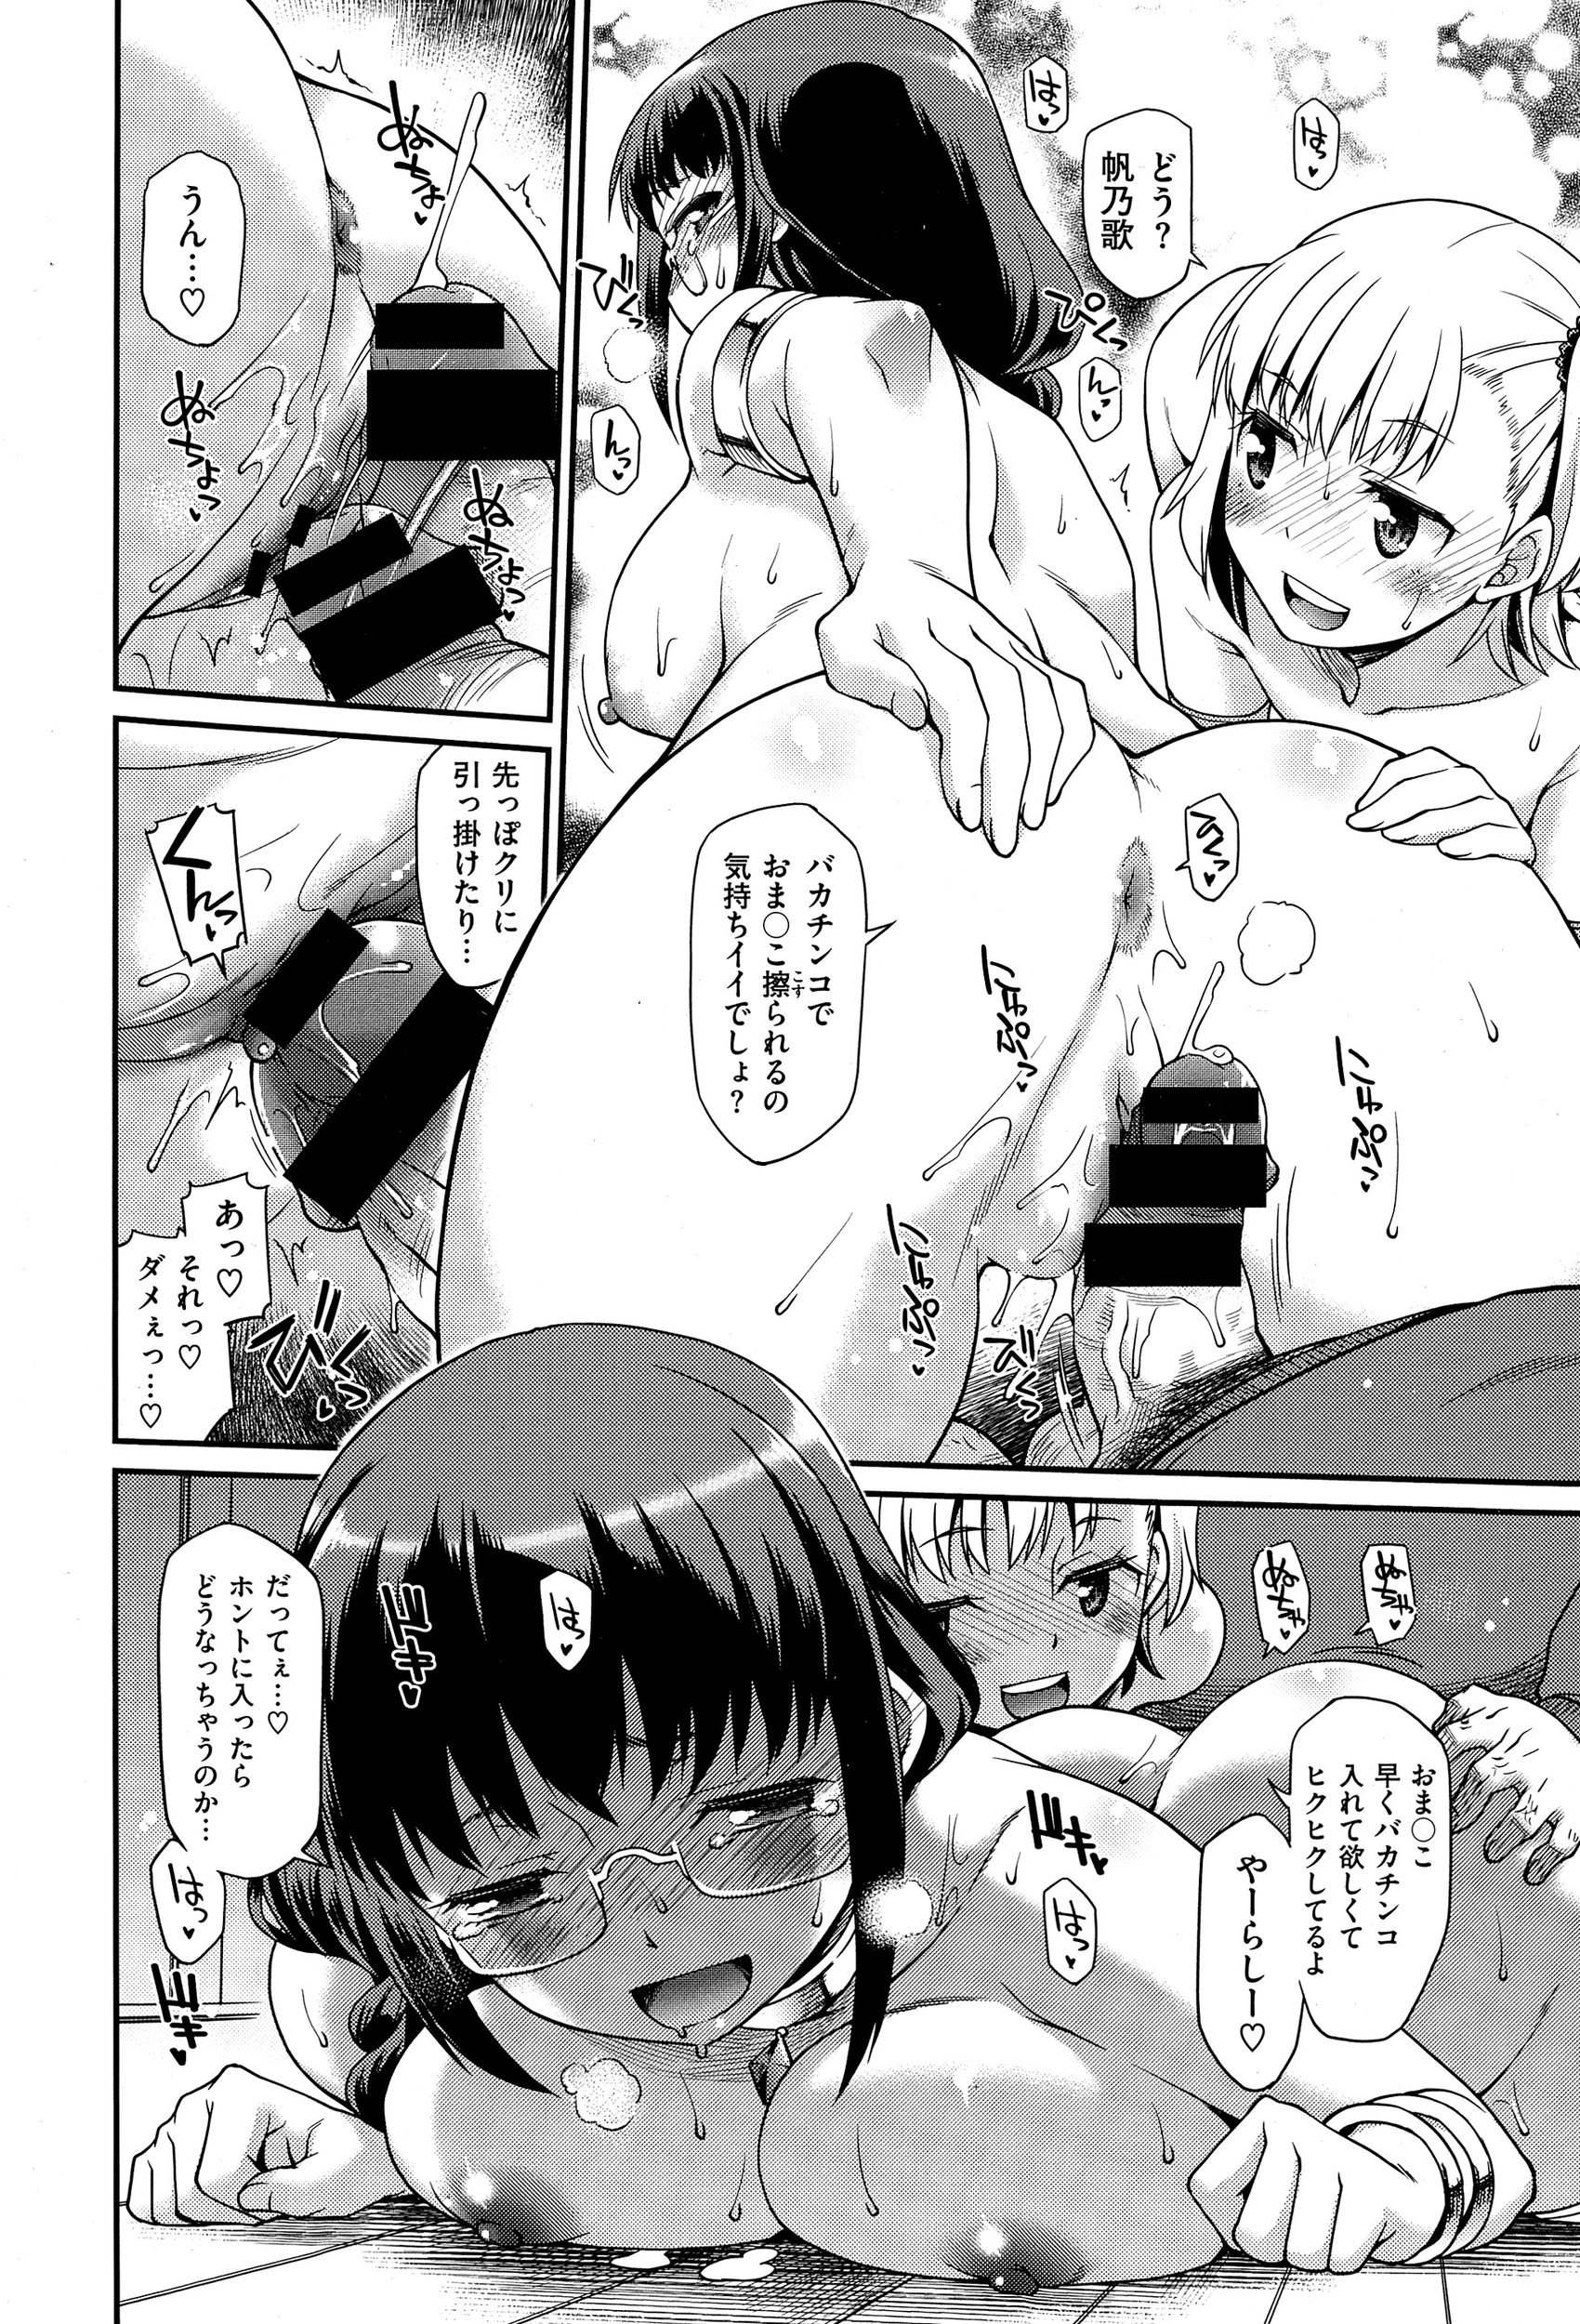 はっ♥
はっ♥
どう？
帆乃歌
ぴくっ
びくっ
んっ♥
んっ♥
バカチンコで
おま○こ擦られるの
こす
気持ちイイでしょ？
くっ♥
にゅぷっ♥
にゅぷっ♥
にゅぷっ♥
びくっ
ぬちょ♥
うん…♡
ぬちょっ♥
ぬちょっ♥
先っぽクリに
引っ掛けたり…
くんっ♥
あっ♡
それっ♡
ダメぇっ…♡
びくっ♥
ぬちゃ♥
ぬちゃ♥
おま○こ
早くバカチンコ
入れて欲しくて
ヒクヒクしてるよ
やーらしー♡
ドキ♥
はっ♥
はっ♥
ドキ♡
だってぇ…♡
ホントに入ったら
どうなっちゃうのか…
はっ♥
ドキ♥